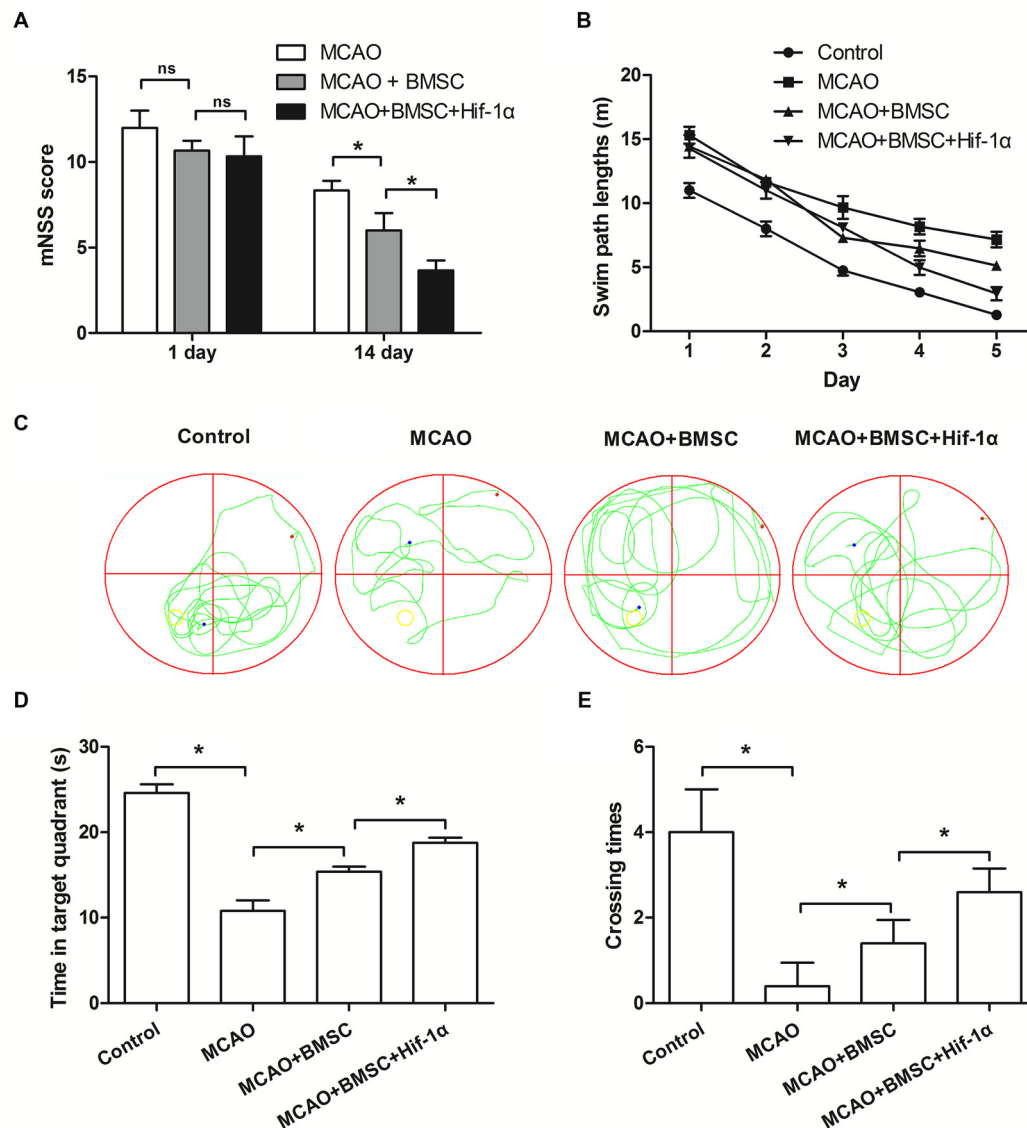 A
MCAO
MCAO + BMSC
MCAO+BMSC+Hif-1α
mNSS score
15
10
5
0
ns
ns
*
*
1 day
14 day
B
Control
MCAO
MCAO+BMSC
MCAO+BMSC+Hif-1α
Swim path lengths (m)
20
15
10
5
0
1 2 3 4 5
Day
C
Control
MCAO
MCAO+BMSC
MCAO+BMSC+Hif-1α
D
Time in target quadrant (s)
30
20
10
0
*
*
*
Control
MCAO
MCAO+BMSC
MCAO+BMSC+Hif-1α
E
Crossing times
6
4
2
0
*
*
*
Control
MCAO
MCAO+BMSC
MCAO+BMSC+Hif-1α